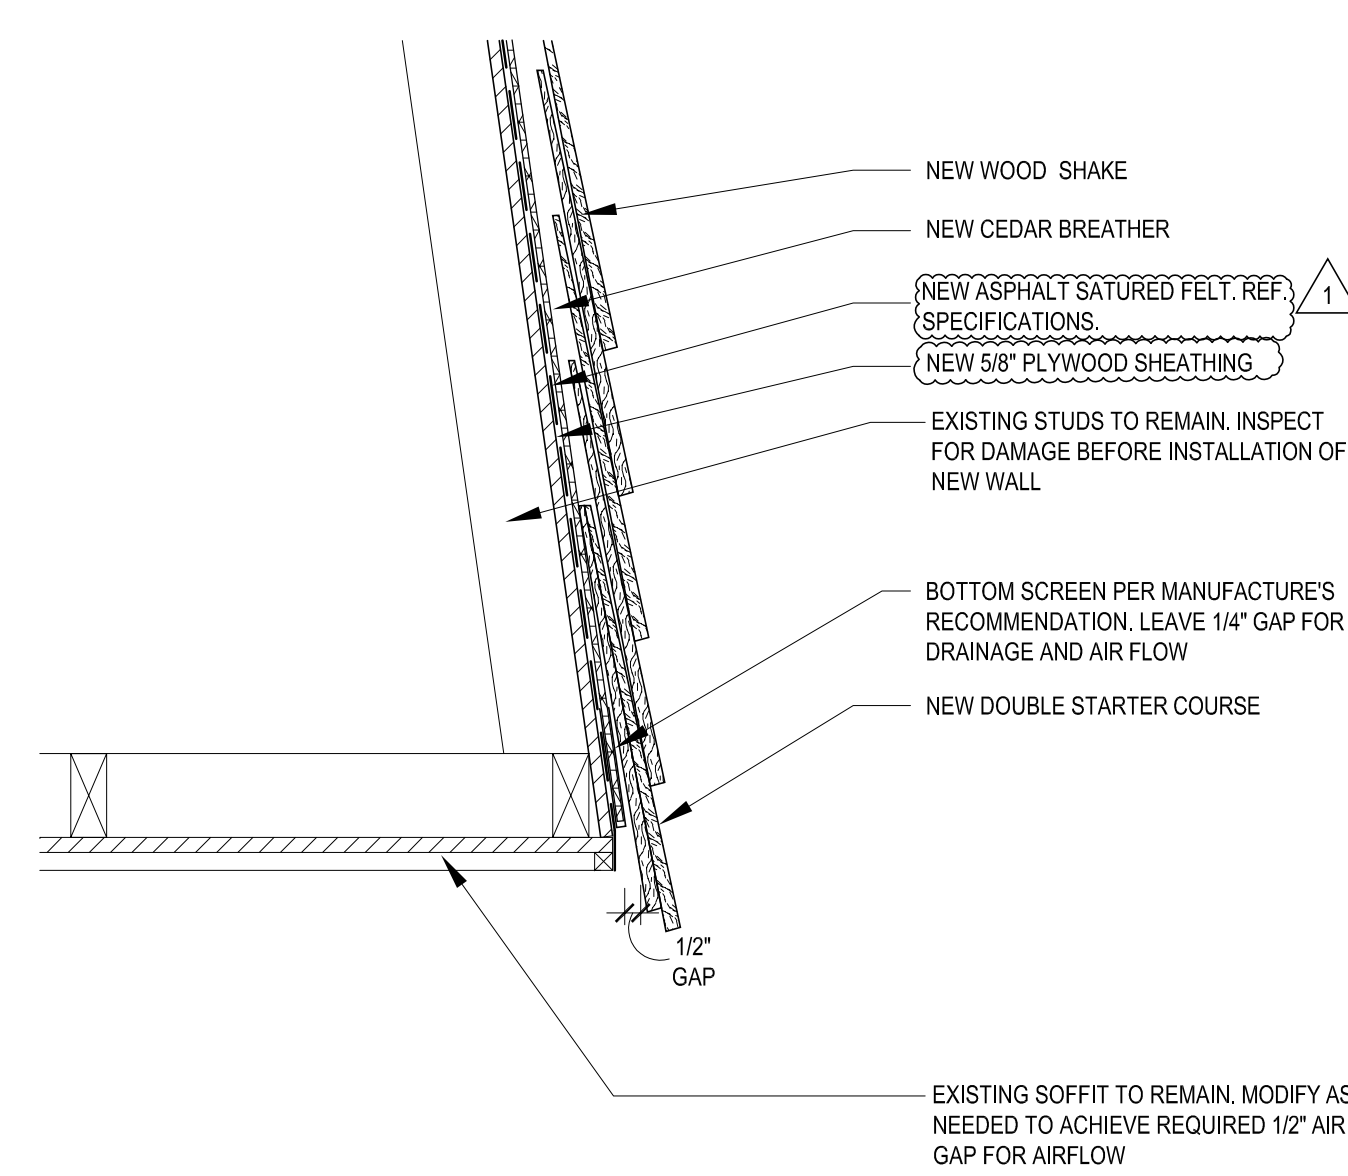 NEW WOOD SHAKE
NEW CEDAR BREATHER
NEW ASPHALT SATURED FELT. REF.
SPECIFICATIONS.
1
NEW 5/8" PLYWOOD SHEATHING
EXISTING STUDS TO REMAIN. INSPECT
FOR DAMAGE BEFORE INSTALLATION OF
NEW WALL
BOTTOM SCREEN PER MANUFACTURE'S
RECOMMENDATION. LEAVE 1/4" GAP FOR
DRAINAGE AND AIR FLOW
NEW DOUBLE STARTER COURSE
1/2"
GAP
EXISTING SOFFIT TO REMAIN. MODIFY AS
NEEDED TO ACHIEVE REQUIRED 1/2" AIR
GAP FOR AIRFLOW